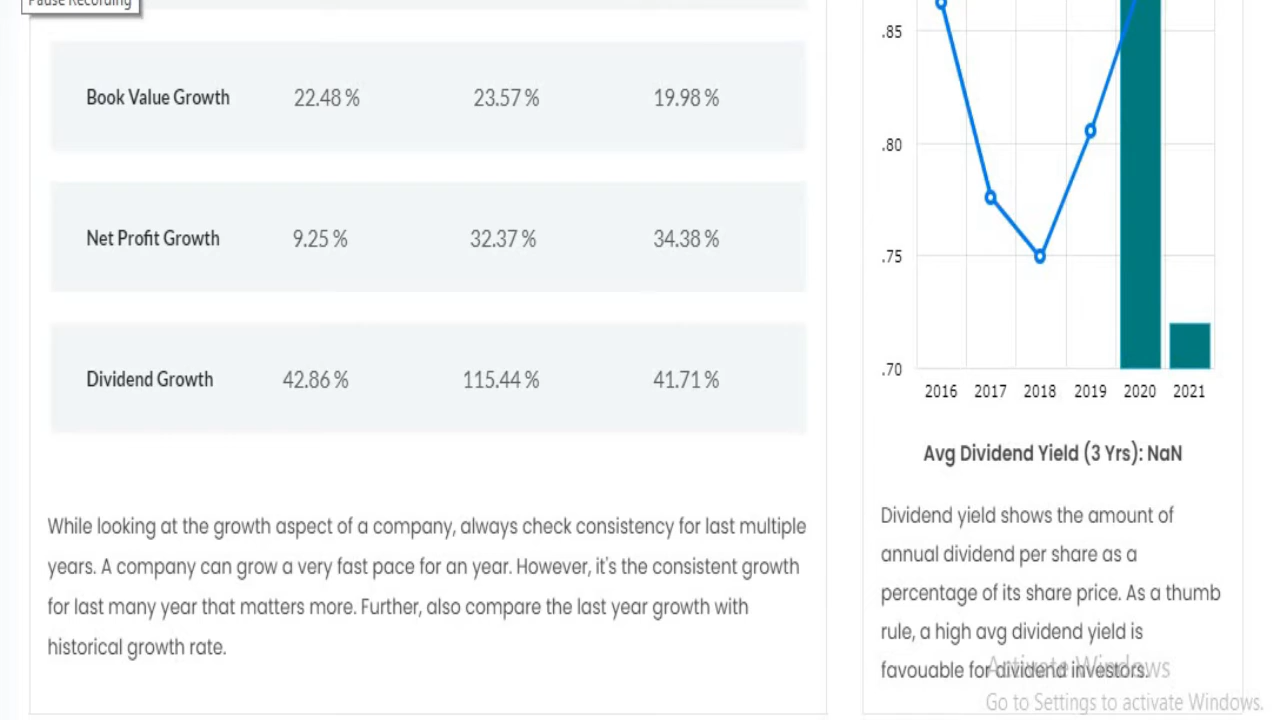 Pause Recording
Book Value Growth 22.48 % 23.57 % 19.98 %
Net Profit Growth 9.25 % 32.37 % 34.38 %
Dividend Growth 42.86 % 115.44 % 41.71 %
While looking at the growth aspect of a company, always check consistency for last multiple
years. A company can grow a very fast pace for an year. However, it's the consistent growth
for last many year that matters more. Further, also compare the last year growth with
historical growth rate.
.85
.80
.75
.70
2016 2017 2018 2019 2020 2021
Avg Dividend Yield (3 Yrs): NaN
Dividend yield shows the amount of
annual dividend per share as a
percentage of its share price. As a thumb
rule, a high avg dividend yield is
favouable for dividend investors.
Activate Windows
Go to Settings to activate Windows.